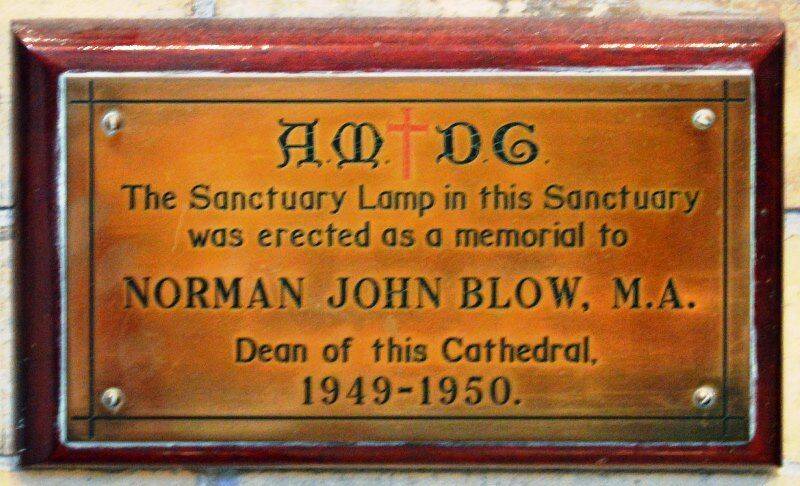 A.M.†D.G.
The Sanctuary Lamp in this Sanctuary
was erected as a memorial to
NORMAN JOHN BLOW, M.A.
Dean of this Cathedral,
1949-1950.